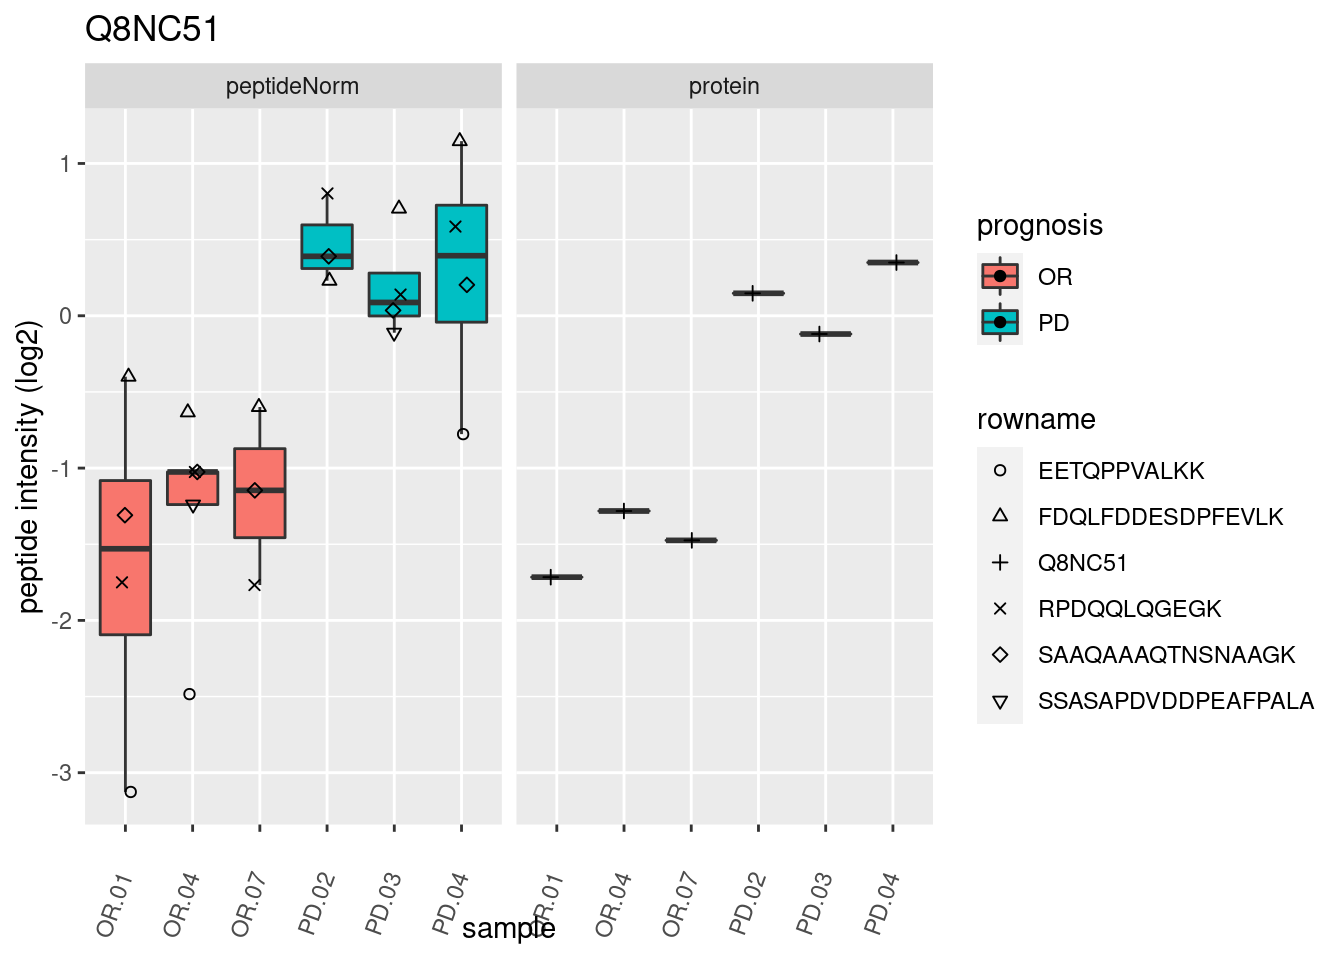 Q8NC51
peptideNorm
protein
peptide intensity (log2)
1
0
-1
-2
-3
OR.01
OR.04
OR.07
PD.02
PD.03
PD.04
OR.01
OR.04
OR.07
PD.02
PD.03
PD.04
sample
prognosis
OR
PD
rowname
EETQPPVALKK
FDQLFDDESDPFEVLK
Q8NC51
RPDQQLQGEGK
SAAQAAAQTNSNAAGK
SSASAPDVDDPEAFPALA